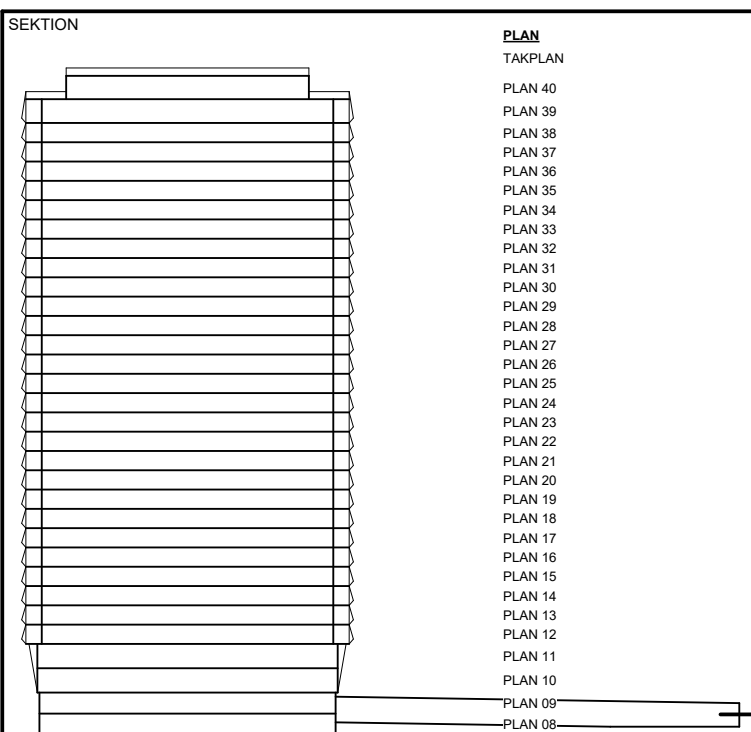 SEKTION
PLAN
TAKPLAN
PLAN 40
PLAN 39
PLAN 38
PLAN 37
PLAN 36
PLAN 35
PLAN 34
PLAN 33
PLAN 32
PLAN 31
PLAN 30
PLAN 29
PLAN 28
PLAN 27
PLAN 26
PLAN 25
PLAN 24
PLAN 23
PLAN 22
PLAN 21
PLAN 20
PLAN 19
PLAN 18
PLAN 17
PLAN 16
PLAN 15
PLAN 14
PLAN 13
PLAN 12
PLAN 11
PLAN 10
PLAN 09
PLAN 08